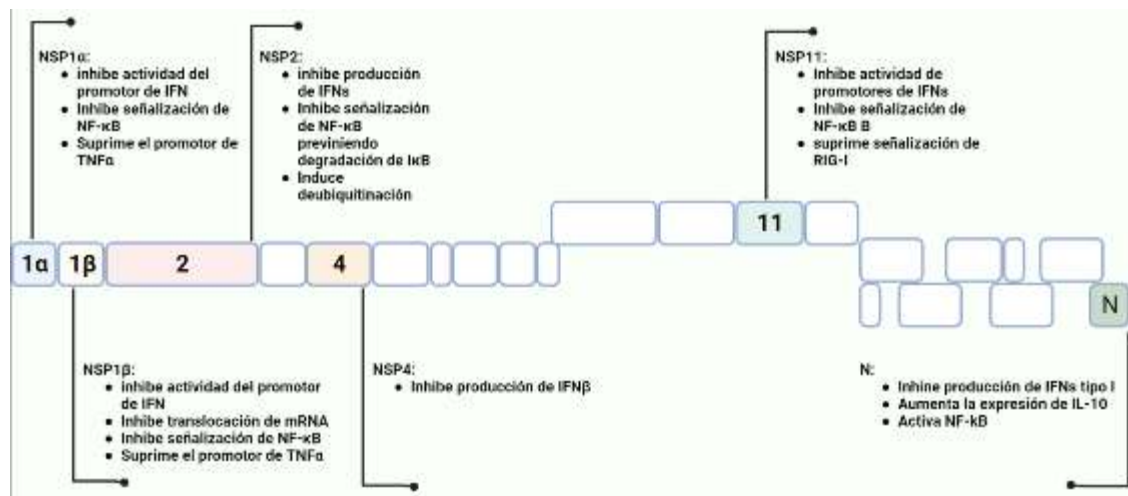 NSP1α:
• inhibe actividad del
promotor de IFN
• Inhibe señalización de
NF-κB
• Suprime el promotor de
TNFα
NSP2:
• inhibe producción
de IFNs
• Inhibe señalización
de NF-κB
previniendo
degradación de IκB
• Induce
deubiquitinación
NSP11:
• Inhibe actividad de
promotores de IFNs
• Inhibe señalización de
NF-κB B
• suprime señalización de
RIG-I
11
1α 1β 2 4
N
NSP1β:
• inhibe actividad del promotor
de IFN
• Inhibe translocación de mRNA
• Inhibe señalización de NF-κB
• Suprime el promotor de TNFα
NSP4:
• Inhibe producción de IFNβ
N:
• Inhine producción de IFNs tipo I
• Aumenta la expresión de IL-10
• Activa NF-kB